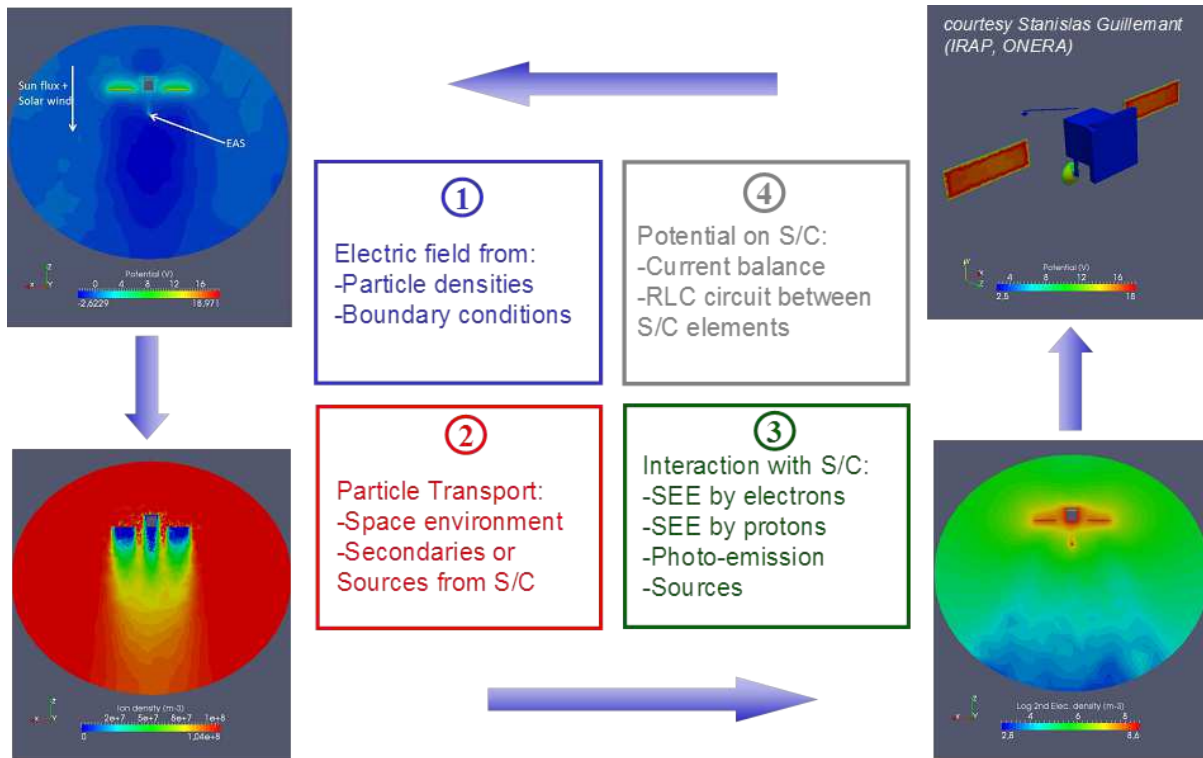 Sun flux +
Solar wind
EAS
Potential (V)
0 4 8 12 16
-2,6229 18,971
courtesy Stanislas Guillemant
(IRAP, ONERA)
Potential (V)
4 8 12 16
2,5 18
1
Electric field from:
-Particle densities
-Boundary conditions
4
Potential on S/C:
-Current balance
-RLC circuit between
S/C elements
2
Particle Transport:
-Space environment
-Secondaries or
Sources from S/C
3
Interaction with S/C:
-SEE by electrons
-SEE by protons
-Photo-emission
-Sources
Ion density (m-3)
2e+7 5e+7 8e+7 1e+8
0 1,04e+8
Log 2nd Elec. density (m-3)
4 6 8
2,8 8,6